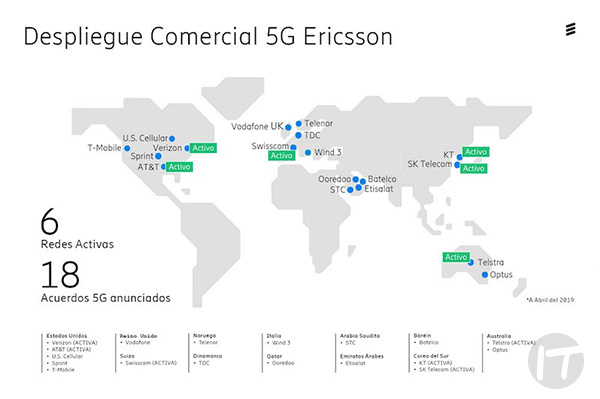 Despliegue Comercial 5G Ericsson
U.S. Cellular
T-Mobile
Verizon
Activo
Sprint
AT&T
Activo
Vodafone UK
Telenor
TDC
Swisscom
Activo
Wind 3
Ooredoo
Batelco
STC
Etisalat
KT
Activo
SK Telecom
Activo
Activo
Telstra
Optus
6
Redes Activas
18
Acuerdos 5G anunciados
*A Abril del 2019
Estados Unidos
• Verizon (ACTIVA)
• AT&T (ACTIVA)
• U.S. Cellular
• Sprint
• T-Mobile
Reino Unido
• Vodafone
Suiza
• Swisscom (ACTIVA)
Noruega
• Telenor
Dinamarca
• TDC
Italia
• Wind 3
Qatar
• Ooredoo
Arabia Saudita
• STC
Emiratos Árabes
• Etisalat
Barein
• Batelco
Corea del Sur
• KT (ACTIVA)
• SK Telecom (ACTIVA)
Australia
• Telstra (ACTIVA)
• Optus
IT